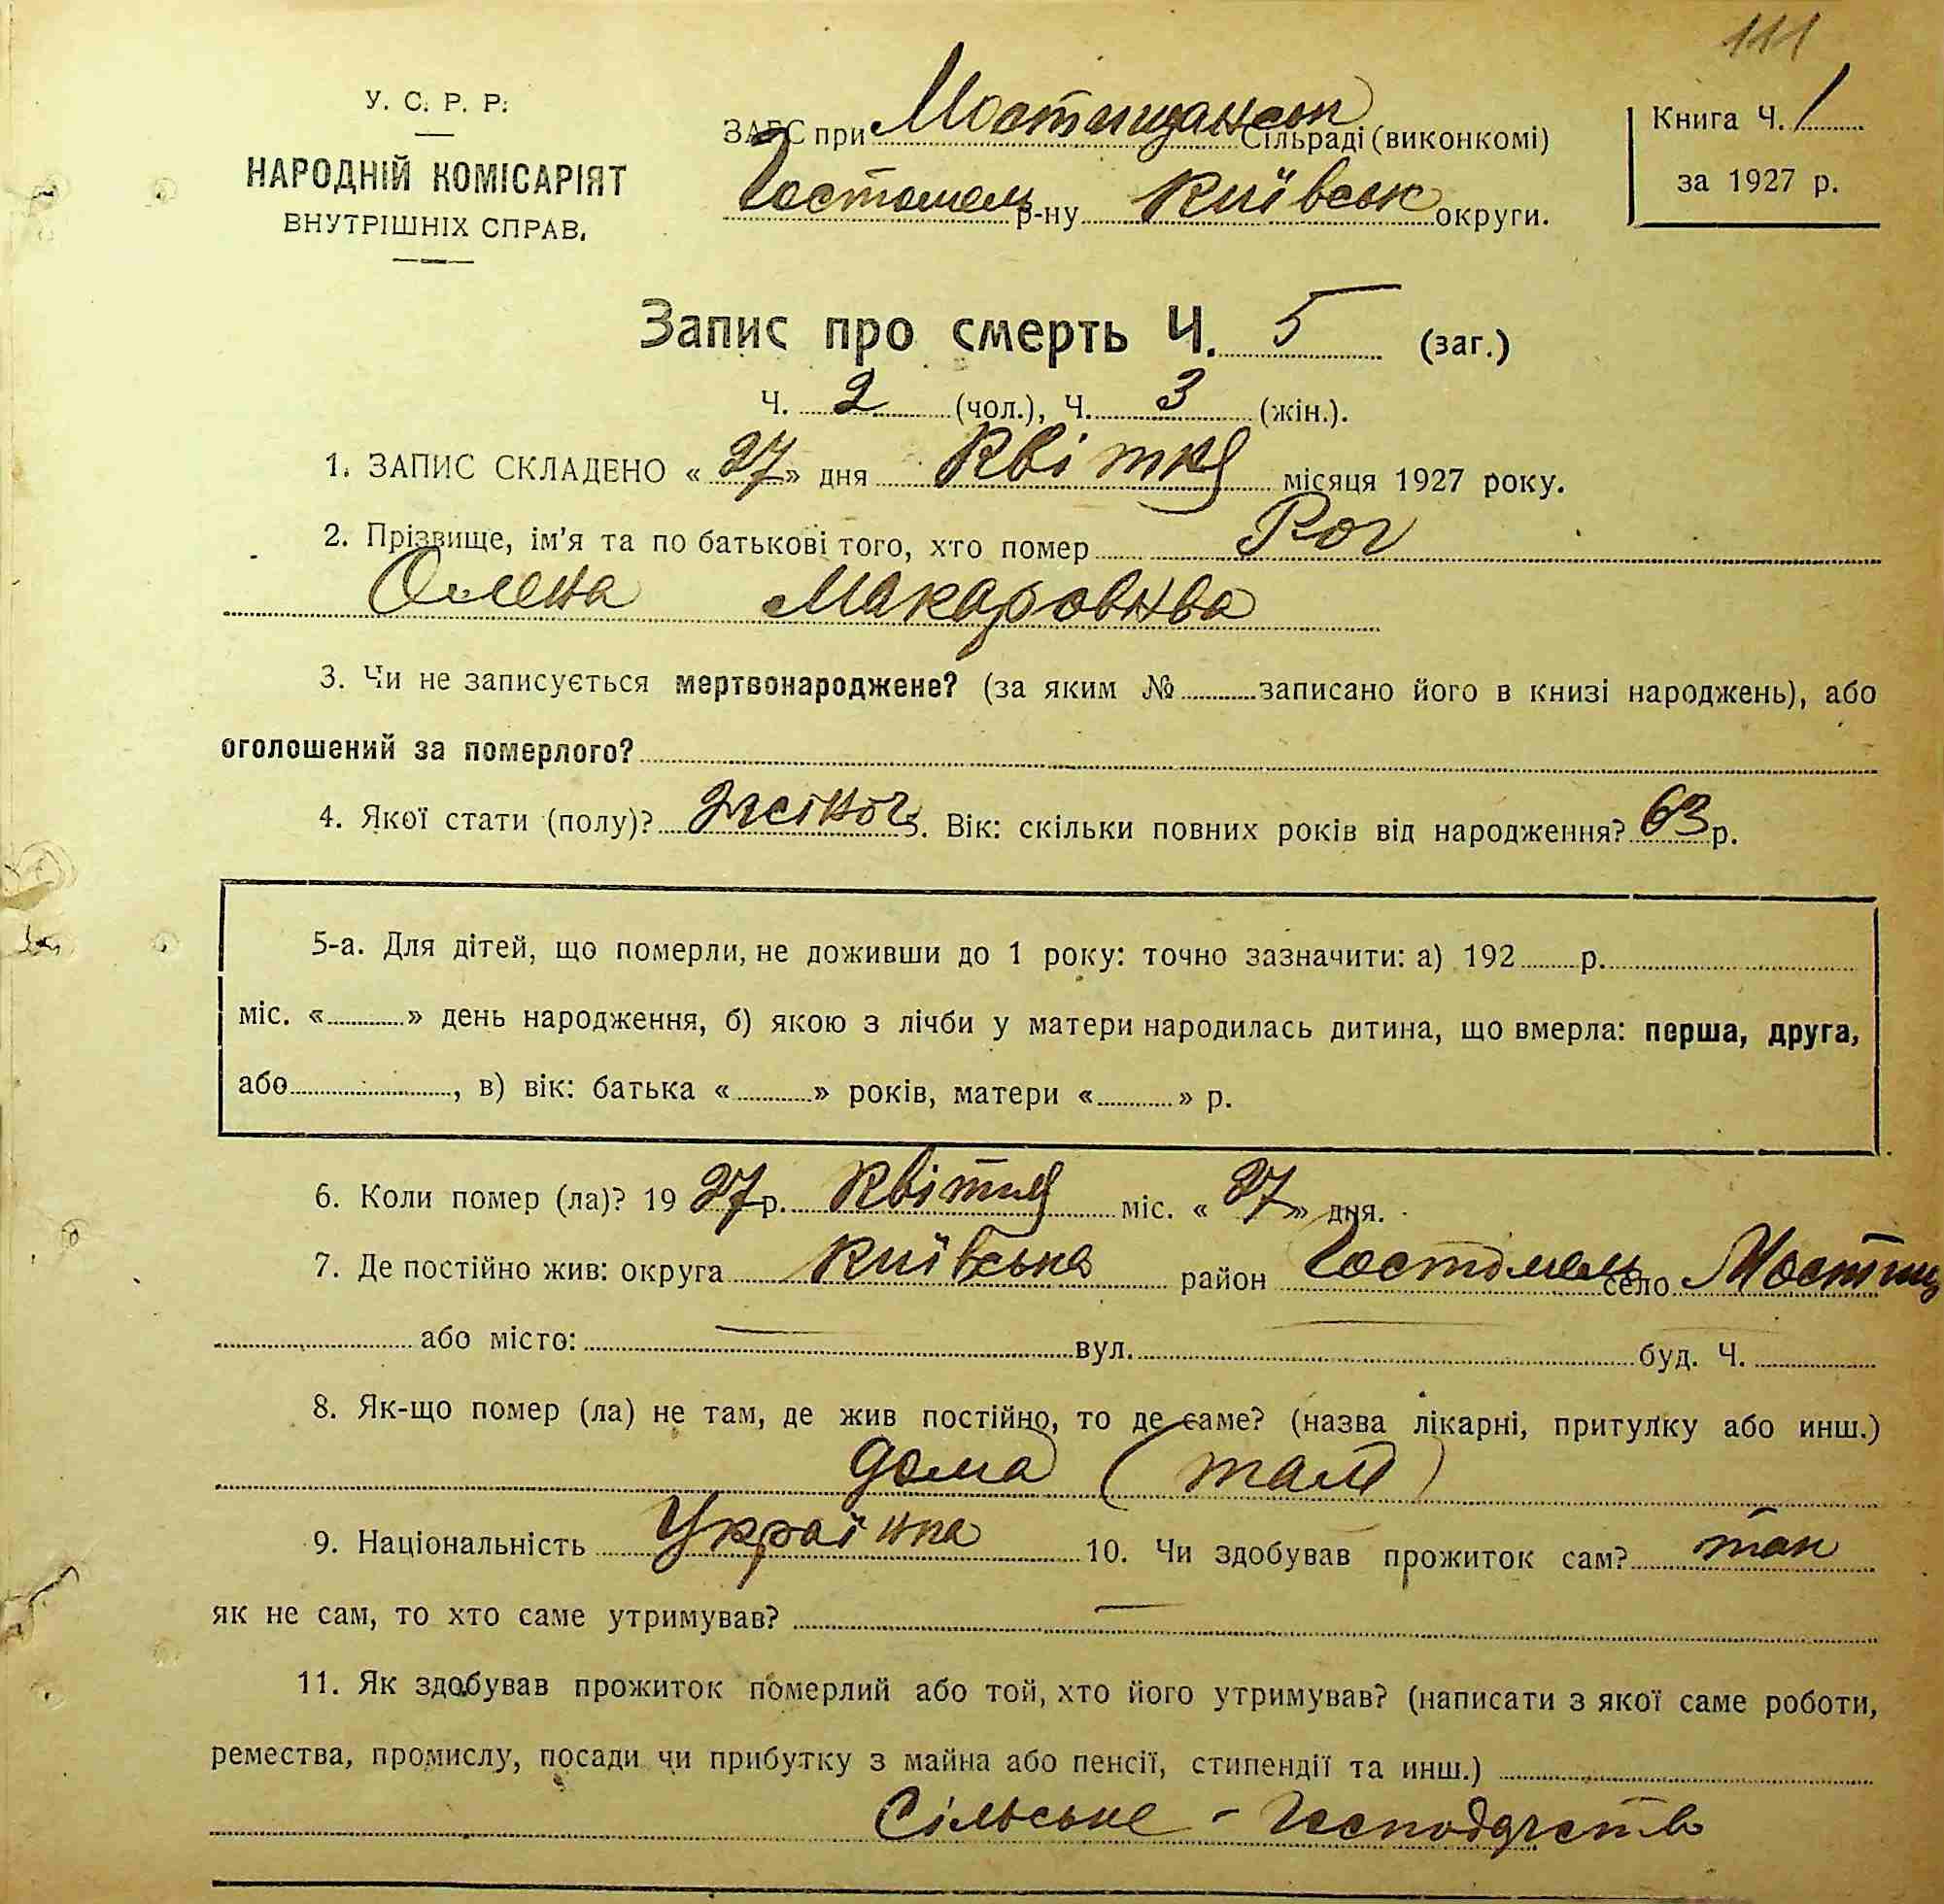 111
У. С. Р. Р.
НАРОДНІЙ КОМІСАРІЯТ
ВНУТРІШНІХ СПРАВ.
ЗАГС при Мостищанськ Сільраді (виконкомі)
Гостомель р-ну Київськ округи.
Книга Ч. 1
за 1927 р.
Запис про смерть Ч. 5 (заг.)
Ч. 2 (чол.), Ч. 3 (жін.).
1. ЗАПИС СКЛАДЕНО « 27 » дня Квітня місяця 1927 року.
2. Прізвище, ім'я та по батькові того, хто помер Рог
Олена Макаровна
3. Чи не записується мертвонароджене? (за яким № записано його в книзі народжень), або
оголошений за померлого?
4. Якої стати (полу)? жіноч. Вік: скільки повних років від народження? 63 р.
5-а. Для дітей, що померли, не доживши до 1 року: точно зазначити: а) 192 р.
міс. « » день народження, б) якою з лічби у матери народилась дитина, що вмерла: перша, друга,
або , в) вік: батька « » років, матери « » р.
6. Коли помер (ла)? 19 27 р. Квітня міс. « 27 » дня.
7. Де постійно жив: округа Київська район Гостомель село Мостищ
або місто: — вул. — буд. Ч. —
8. Як-що помер (ла) не там, де жив постійно, то де саме? (назва лікарні, притулку або инш.)
дома (там)
9. Національність Українка 10. Чи здобував прожиток сам? так
як не сам, то хто саме утримував? —
11. Як здобував прожиток померлий або той, хто його утримував? (написати з якої саме роботи,
ремества, промислу, посади чи прибутку з майна або пенсії, стипендії та инш.)
Сільське - Господарств